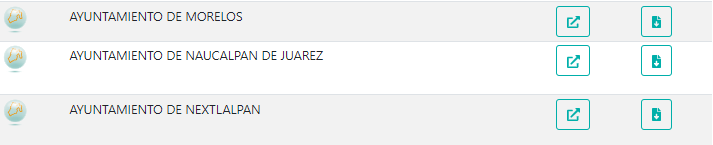 AYUNTAMIENTO DE MORELOS
AYUNTAMIENTO DE NAUCALPAN DE JUAREZ
AYUNTAMIENTO DE NEXTLALPAN